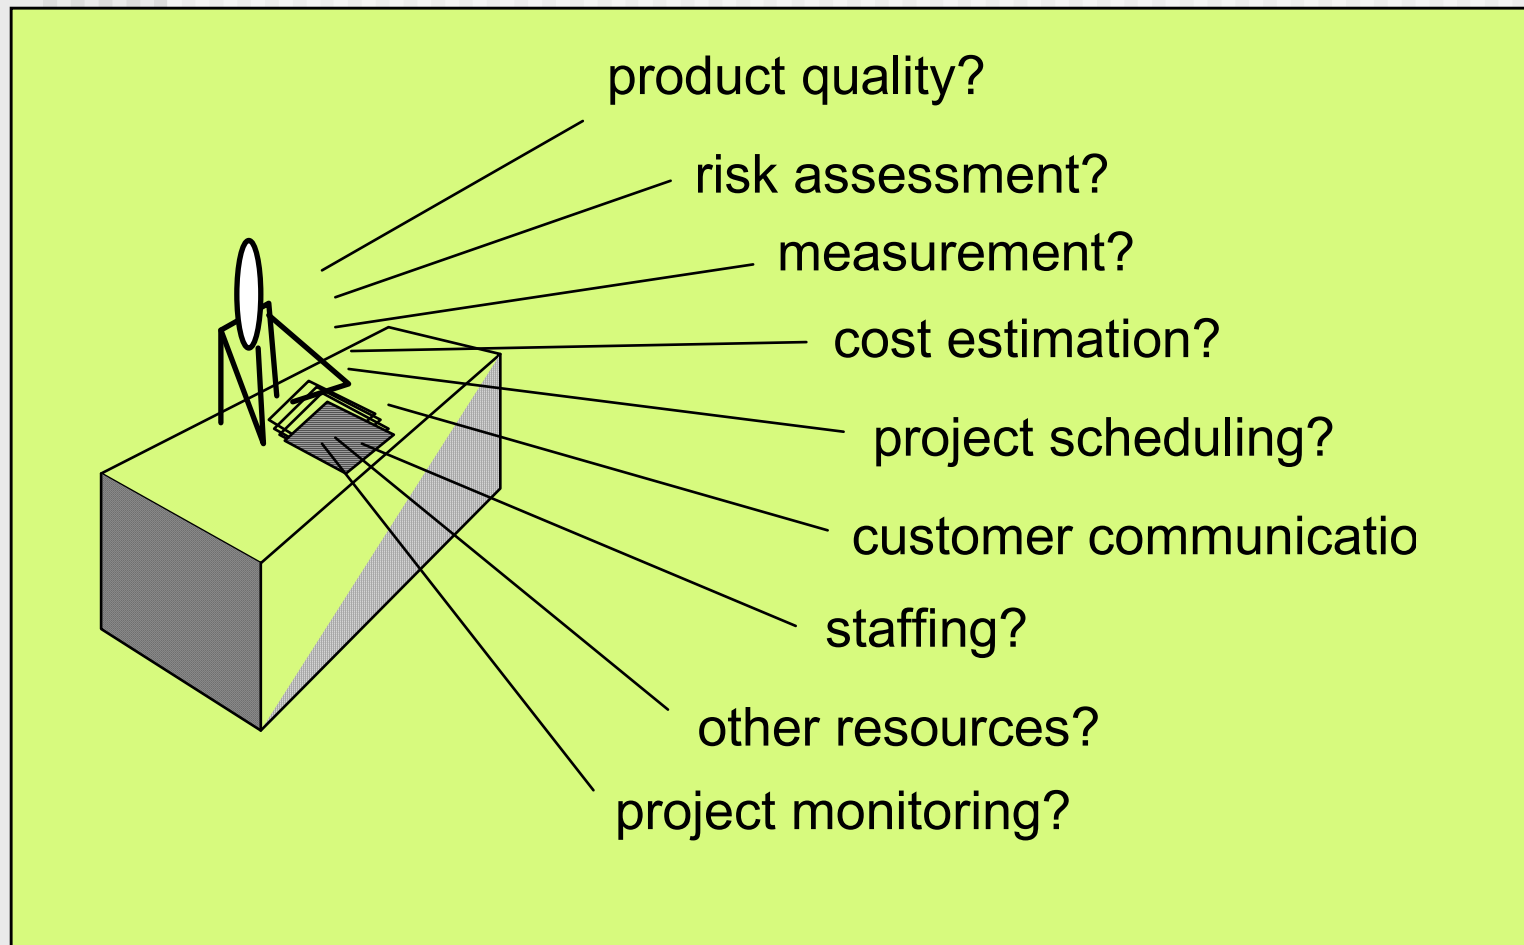 product quality?
risk assessment?
measurement?
cost estimation?
project scheduling?
customer communicatio
staffing?
other resources?
project monitoring?